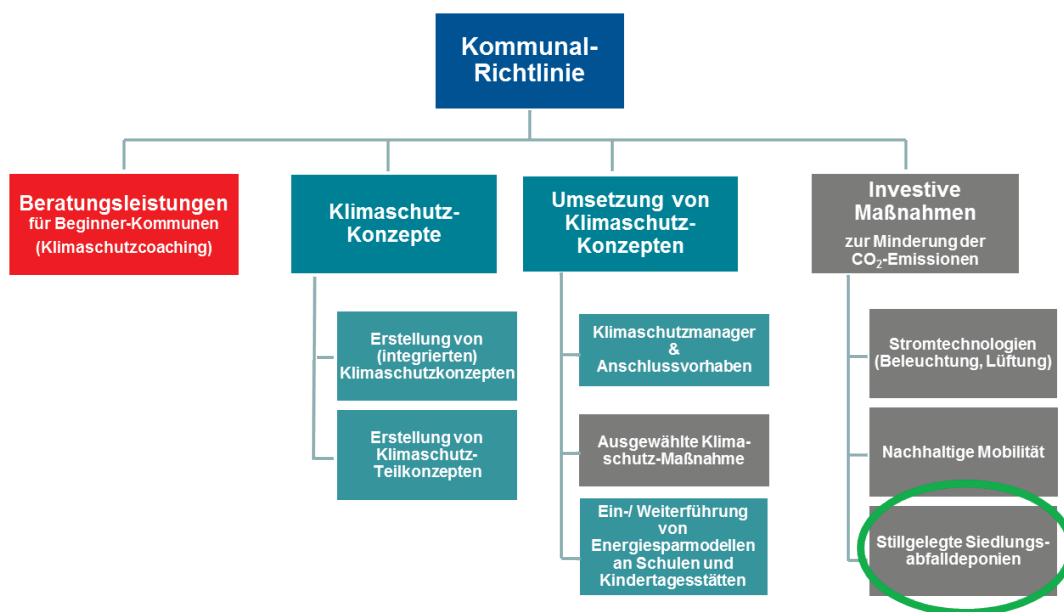 Kommunal-
Richtlinie
Beratungsleistungen
für Beginner-Kommunen
(Klimaschutzcoaching)
Klimaschutz-
Konzepte
Erstellung von
(integrierten)
Klimaschutzkonzepten
Erstellung von
Klimaschutz-
Teilkonzepten
Umsetzung von
Klimaschutz-
Konzepten
Klimaschutzmanager
&
Anschlussvorhaben
Ausgewählte Klima-
schutz-Maßnahme
Ein-/ Weiterführung
von
Energiesparmodellen
an Schulen und
Kindertagesstätten
Investive
Maßnahmen
zur Minderung der
CO₂-Emissionen
Stromtechnologien
(Beleuchtung, Lüftung)
Nachhaltige Mobilität
Stillgelegte Siedlungs-
abfalldeponien